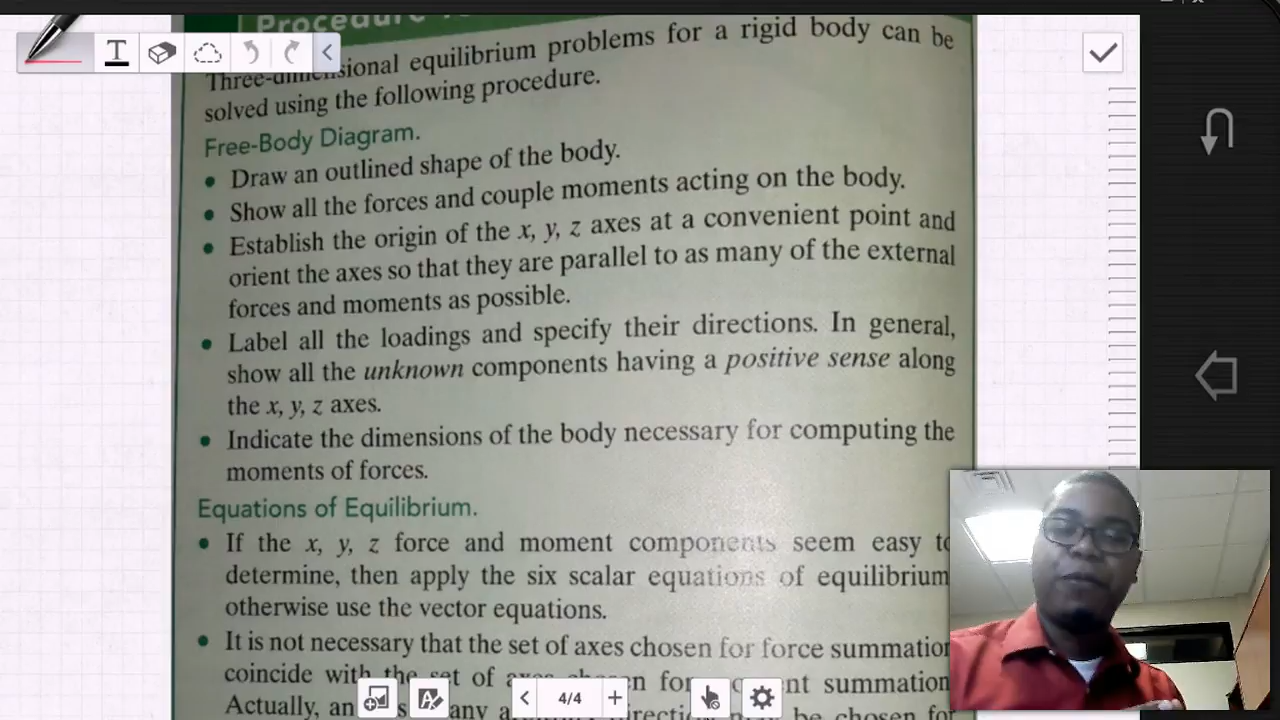 Procedure
T
Three-dimensional equilibrium problems for a rigid body can be
solved using the following procedure.
Free-Body Diagram.
• Draw an outlined shape of the body.
• Show all the forces and couple moments acting on the body.
• Establish the origin of the x, y, z axes at a convenient point and
orient the axes so that they are parallel to as many of the external
forces and moments as possible.
• Label all the loadings and specify their directions. In general,
show all the unknown components having a positive sense along
the x, y, z axes.
• Indicate the dimensions of the body necessary for computing the
moments of forces.
Equations of Equilibrium.
• If the x, y, z force and moment components seem easy to
determine, then apply the six scalar equations of equilibrium
otherwise use the vector equations.
• It is not necessary that the set of axes chosen for force summation
coincide with the set of axes chosen for moment summation
Actually, an any be chosen for
4/4